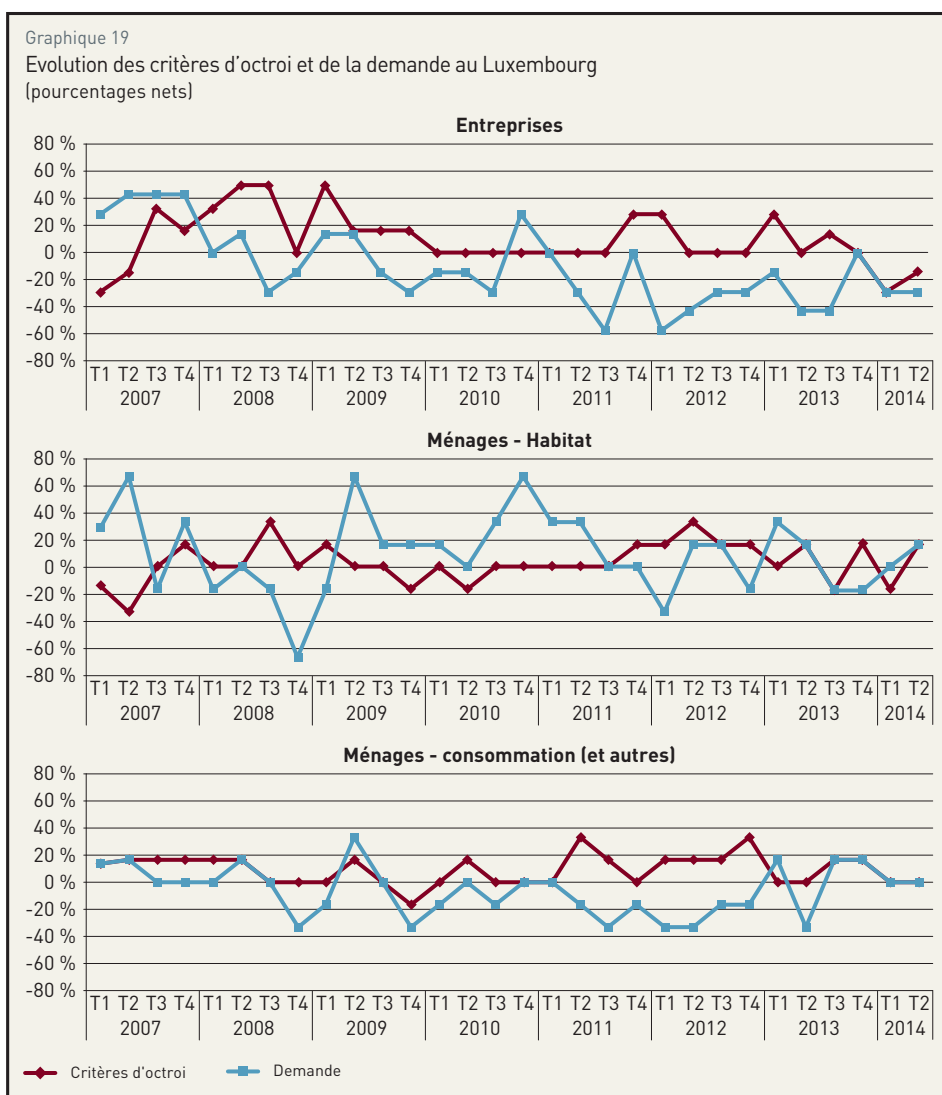 Graphique 19
Evolution des critères d'octroi et de la demande au Luxembourg
(pourcentages nets)
Entreprises
80 %
60 %
40 %
20 %
0 %
-20 %
-40 %
-60 %
-80 %
T1 T2 T3 T4 T1 T2 T3 T4 T1 T2 T3 T4 T1 T2 T3 T4 T1 T2 T3 T4 T1 T2 T3 T4 T1 T2 T3 T4 T1 T2
2007 2008 2009 2010 2011 2012 2013 2014
Ménages - Habitat
80 %
60 %
40 %
20 %
0 %
-20 %
-40 %
-60 %
-80 %
T1 T2 T3 T4 T1 T2 T3 T4 T1 T2 T3 T4 T1 T2 T3 T4 T1 T2 T3 T4 T1 T2 T3 T4 T1 T2 T3 T4 T1 T2
2007 2008 2009 2010 2011 2012 2013 2014
Ménages - consommation (et autres)
80 %
60 %
40 %
20 %
0 %
-20 %
-40 %
-60 %
-80 %
T1 T2 T3 T4 T1 T2 T3 T4 T1 T2 T3 T4 T1 T2 T3 T4 T1 T2 T3 T4 T1 T2 T3 T4 T1 T2 T3 T4 T1 T2
2007 2008 2009 2010 2011 2012 2013 2014
Critères d'octroi Demande